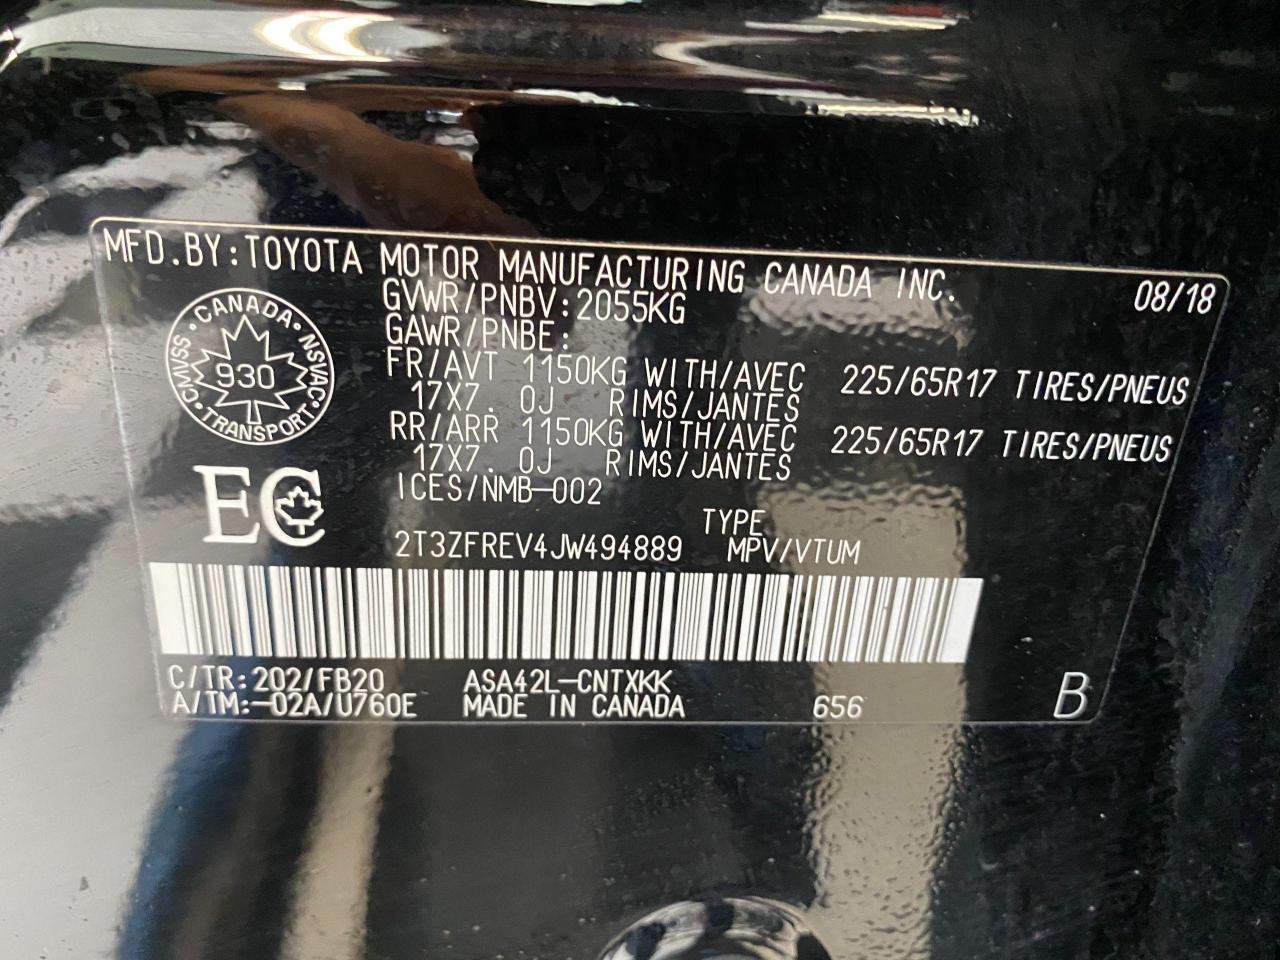 MFD.BY:TOYOTA MOTOR MANUFACTURING CANADA INC. 08/18
GVWR/PNBV:2055KG
GAWR/PNBE:
FR/AVT 1150KG WITH/AVEC 225/65R17 TIRES/PNEUS
17X7. 0J RIMS/JANTES
RR/ARR 1150KG WITH/AVEC 225/65R17 TIRES/PNEUS
17X7. 0J RIMS/JANTES
ICES/NMB-002
CANADA · NSVAC · TRANSPORT · CMVSS
930
EC
TYPE
2T3ZFREV4JW494889 MPV/VTUM
C/TR:202/FB20 ASA42L-CNTXKK
A/TM:-02A/U760E MADE IN CANADA 656 B